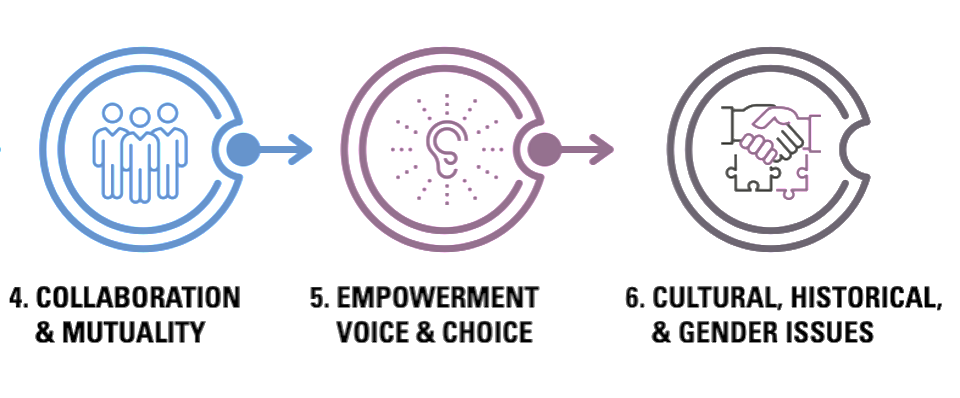 4. COLLABORATION
& MUTUALITY
5. EMPOWERMENT
VOICE & CHOICE
6. CULTURAL, HISTORICAL,
& GENDER ISSUES